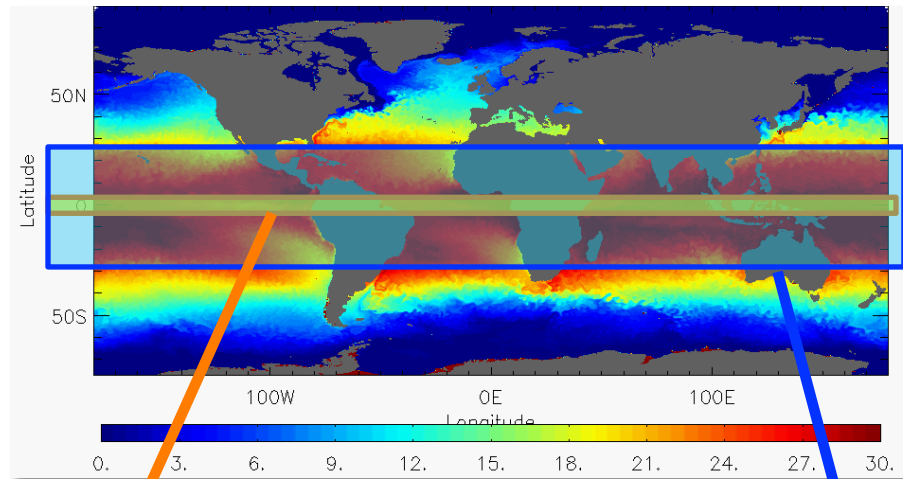 50N
Latitude
0
50S
100W 0E 100E
Longitude
0. 3. 6. 9. 12. 15. 18. 21. 24. 27. 30.